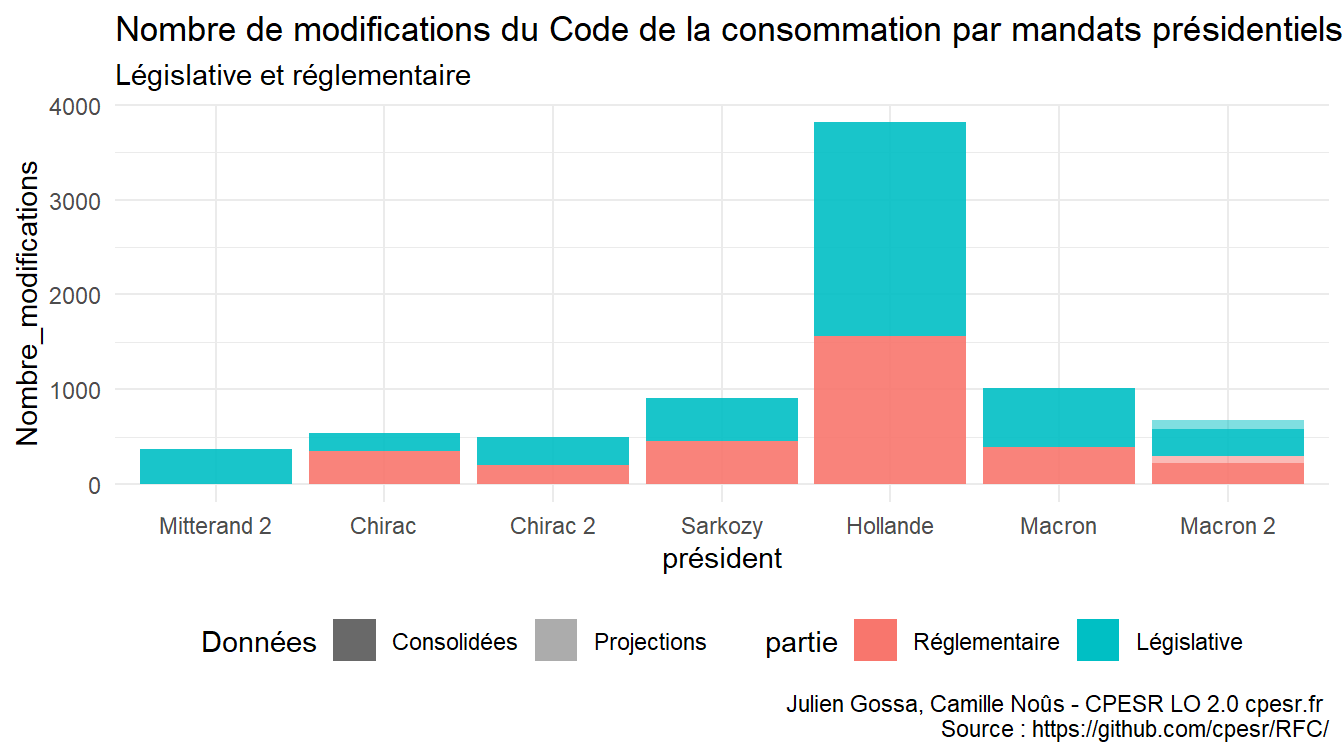 Nombre de modifications du Code de la consommation par mandats présidentiels
Législative et réglementaire
Nombre_modifications
4000
3000
2000
1000
0
Mitterand 2
Chirac
Chirac 2
Sarkozy
Hollande
Macron
Macron 2
président
Données
Consolidées
Projections
partie
Réglementaire
Législative
Julien Gossa, Camille Noûs - CPESR LO 2.0 cpesr.fr
Source : https://github.com/cpesr/RFC/